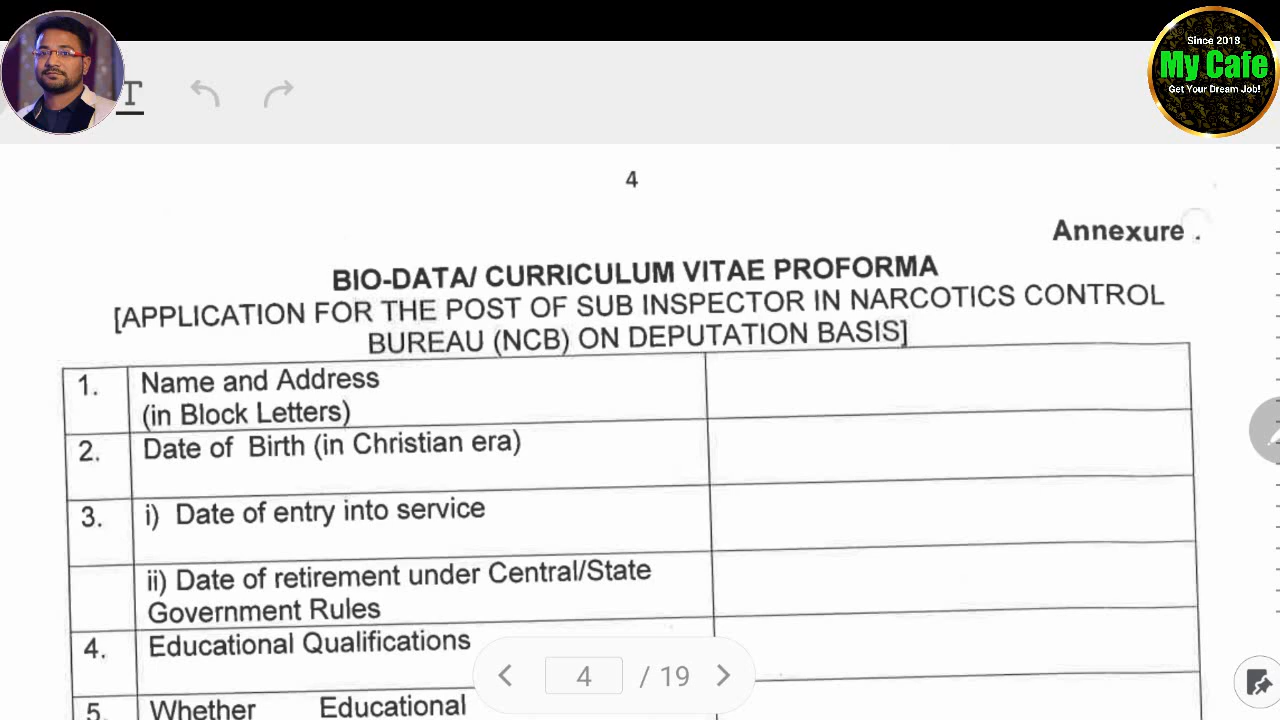 T
Since 2018
My Cafe
Get Your Dream Job!
4
Annexure .
BIO-DATA/ CURRICULUM VITAE PROFORMA
[APPLICATION FOR THE POST OF SUB INSPECTOR IN NARCOTICS CONTROL
BUREAU (NCB) ON DEPUTATION BASIS]
1. Name and Address
(in Block Letters)
2. Date of Birth (in Christian era)
3. i) Date of entry into service
ii) Date of retirement under Central/State
Government Rules
4. Educational Qualifications
5. Whether Educational
4 / 19